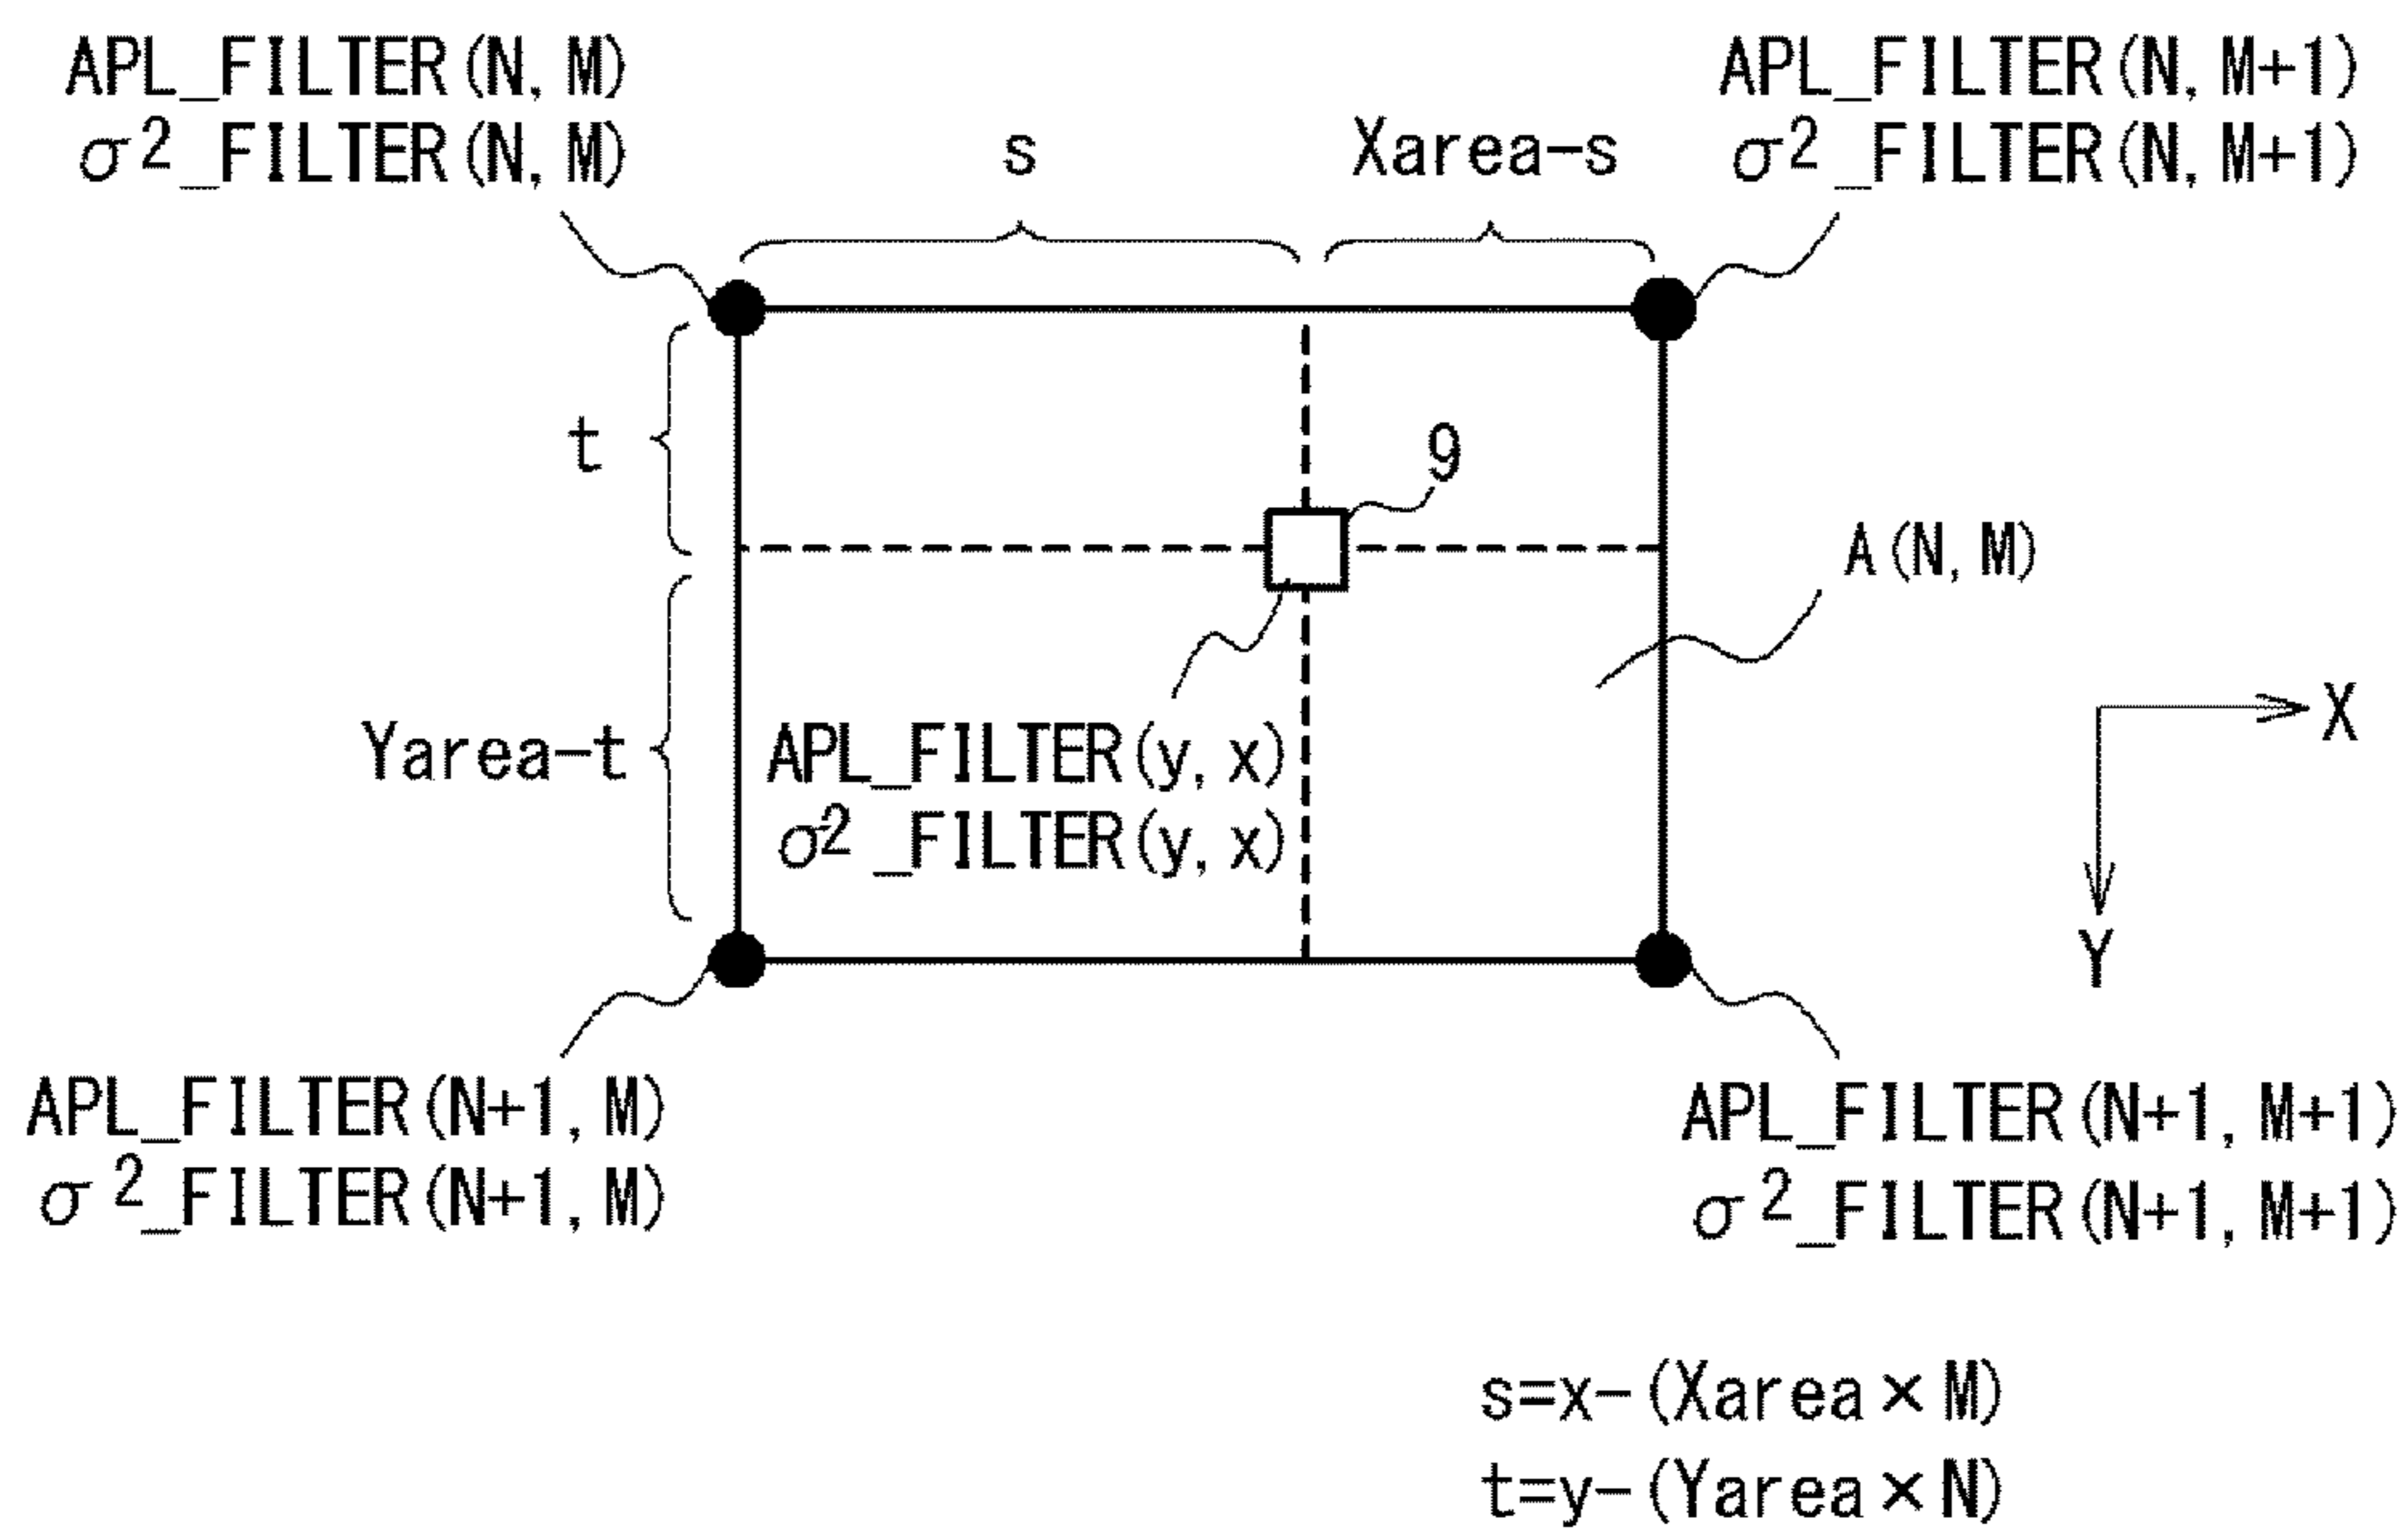 APL_FILTER(N, M)
σ²_FILTER(N, M)
s
Xarea-s
APL_FILTER(N, M+1)
σ²_FILTER(N, M+1)
t
9
A(N, M)
Yarea-t
APL_FILTER(y, x)
σ²_FILTER(y, x)
X
Y
APL_FILTER(N+1, M)
σ²_FILTER(N+1, M)
APL_FILTER(N+1, M+1)
σ²_FILTER(N+1, M+1)
s=x-(Xarea×M)
t=y-(Yarea×N)